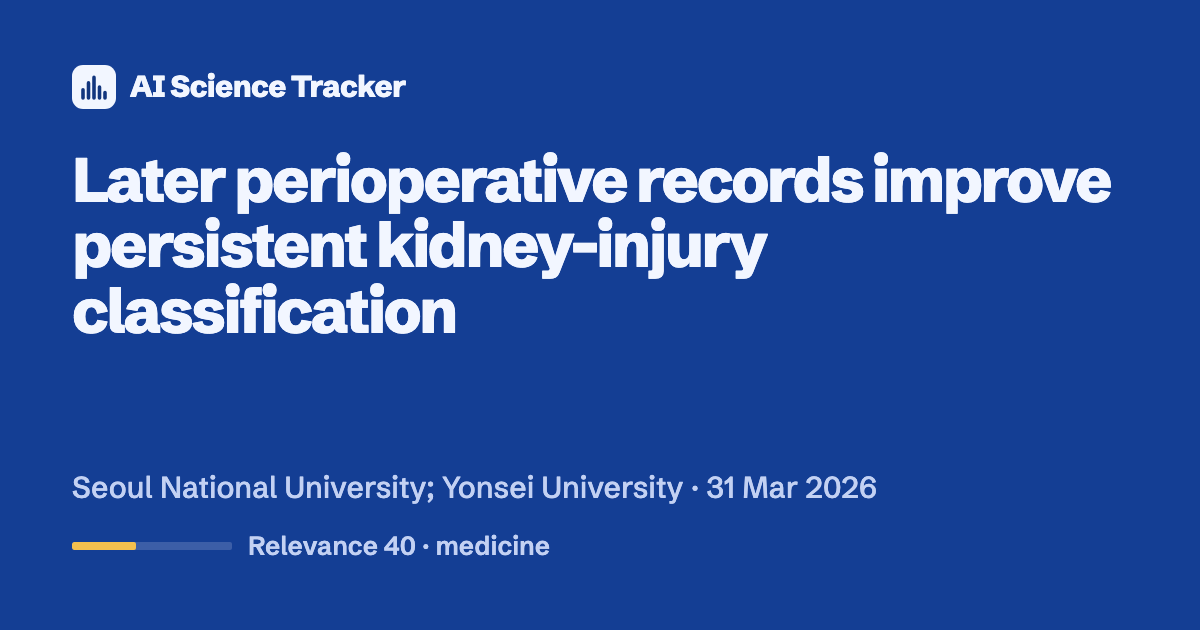 AI Science Tracker
Later perioperative records improve
persistent kidney-injury
classification
Seoul National University; Yonsei University · 31 Mar 2026
Relevance 40 · medicine